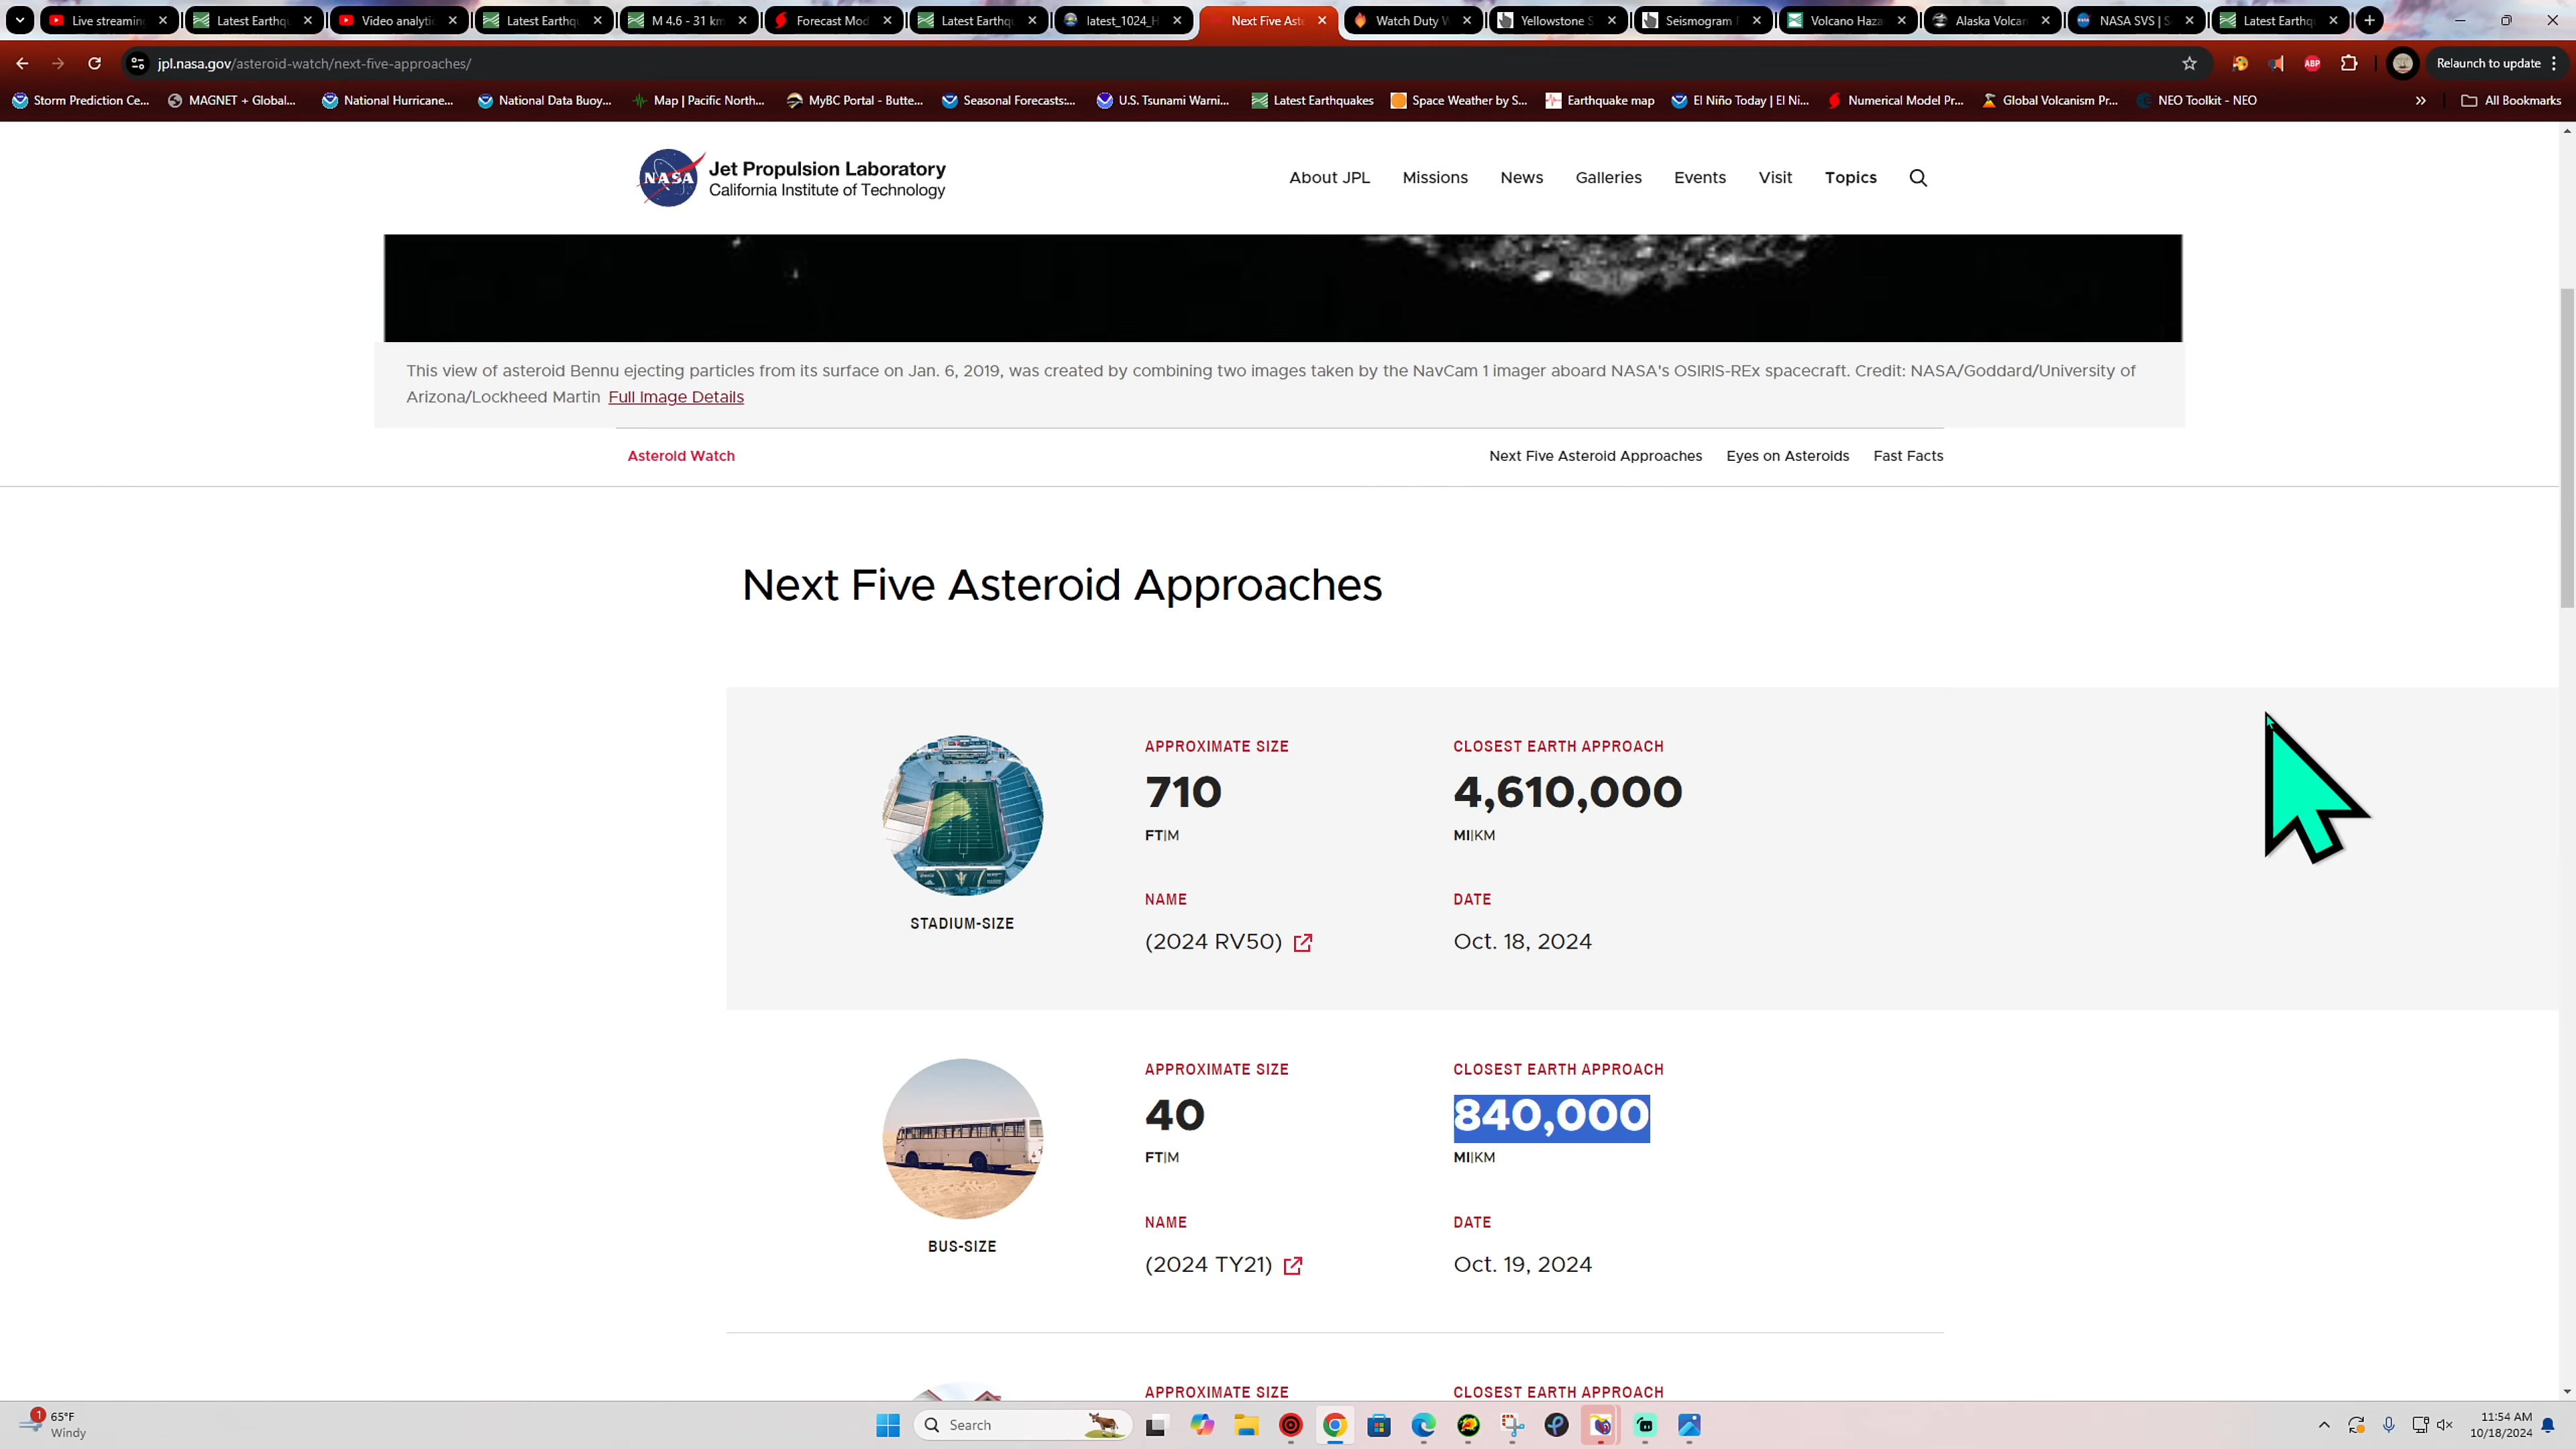 Live streaming
Latest Earthqu
Video analytic
Latest Earthqu
M 4.6 - 31 km
Forecast Mod
Latest Earthqu
latest_1024_H
Next Five Aste
Watch Duty W
Yellowstone S
Seismogram
Volcano Haza
Alaska Volcan
NASA SVS | S
Latest Earthqu
jpl.nasa.gov/asteroid-watch/next-five-approaches/
ABP
Relaunch to update
Storm Prediction Ce...
MAGNET + Global...
National Hurricane...
National Data Buoy...
Map | Pacific North...
MyBC Portal - Butte...
Seasonal Forecasts:...
U.S. Tsunami Warni...
Latest Earthquakes
Space Weather by S...
Earthquake map
El Niño Today | El Ni...
Numerical Model Pr...
Global Volcanism Pr...
NEO Toolkit - NEO
All Bookmarks
NASA
Jet Propulsion Laboratory
California Institute of Technology
About JPL
Missions
News
Galleries
Events
Visit
Topics
This view of asteroid Bennu ejecting particles from its surface on Jan. 6, 2019, was created by combining two images taken by the NavCam 1 imager aboard NASA's OSIRIS-REx spacecraft. Credit: NASA/Goddard/University of
Arizona/Lockheed Martin Full Image Details
Asteroid Watch
Next Five Asteroid Approaches
Eyes on Asteroids
Fast Facts
Next Five Asteroid Approaches
APPROXIMATE SIZE
710
FT|M
CLOSEST EARTH APPROACH
4,610,000
MI|KM
NAME
(2024 RV50)
DATE
Oct. 18, 2024
STADIUM-SIZE
APPROXIMATE SIZE
40
FT|M
CLOSEST EARTH APPROACH
840,000
MI|KM
NAME
(2024 TY21)
DATE
Oct. 19, 2024
BUS-SIZE
APPROXIMATE SIZE
CLOSEST EARTH APPROACH
1
65°F
Windy
Search
11:54 AM
10/18/2024